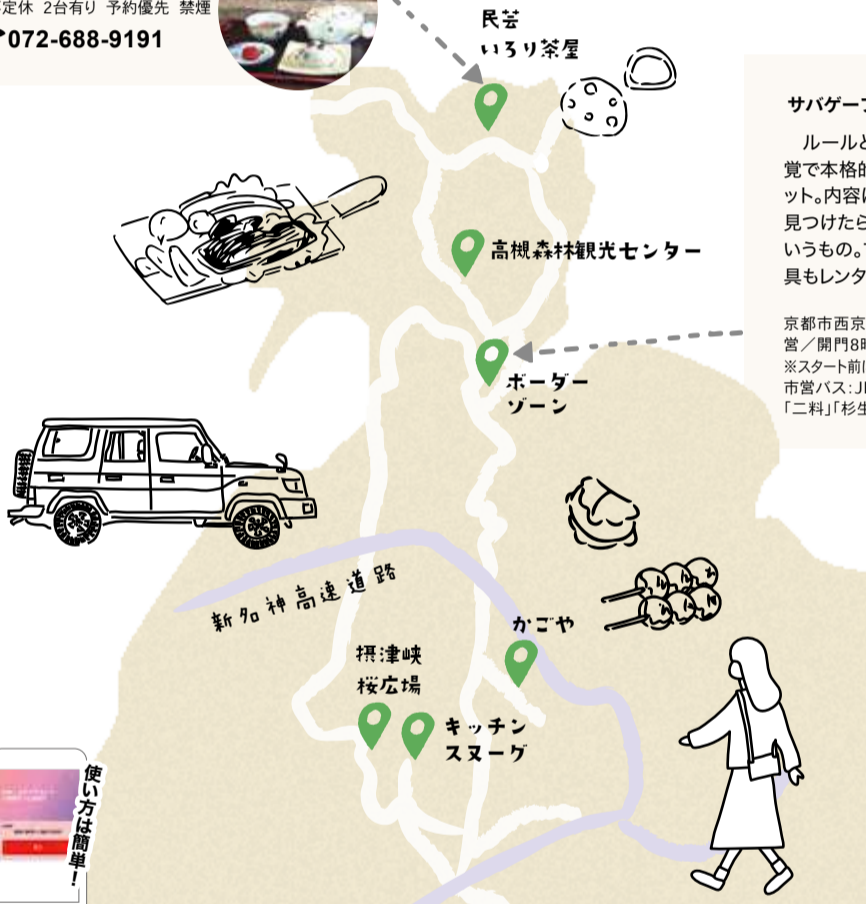 定休 2台有り 予約優先 禁煙
072-688-9191
民芸
いろり茶屋
サバゲー
ルールと
覚で本格的
ット。内容は
見つけたら
いうもの。
具もレンタ
京都市西京
営／開門8時
※スタート前
市営バス：J
「二料」「杉生
高槻森林観光センター
ボーダー
ゾーン
新名神高速道路
かごや
摂津峡
桜広場
キッチン
スヌーグ
使い方は簡単！